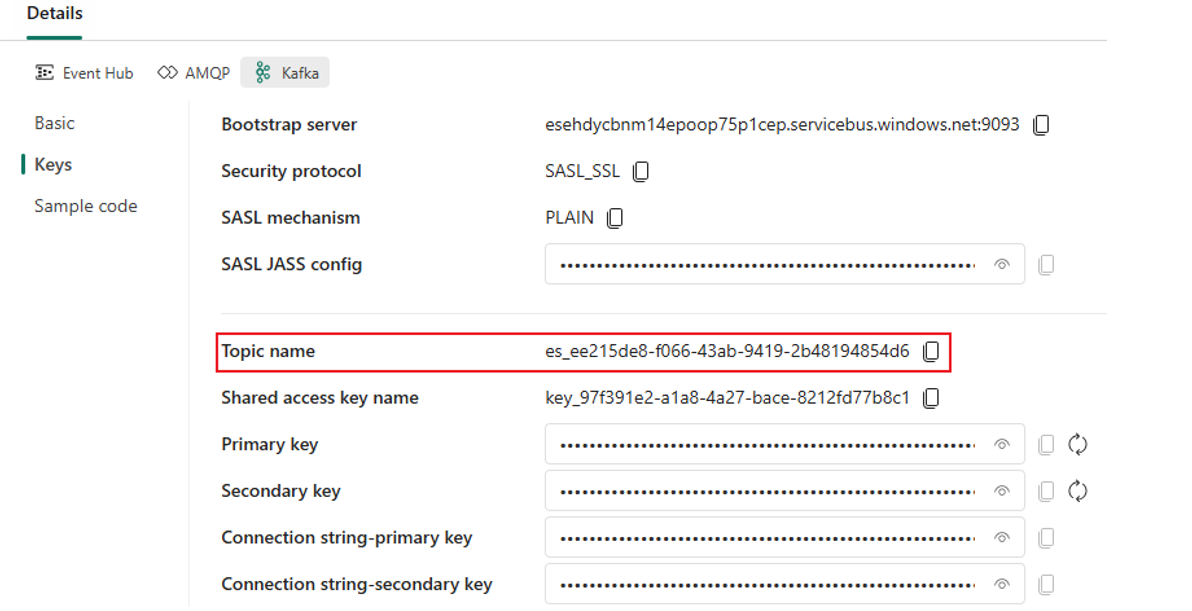 Details
Event Hub AMQP Kafka
Basic
Keys
Sample code
Bootstrap server esehdycbnm14epoop75p1cep.servicebus.windows.net:9093
Security protocol SASL_SSL
SASL mechanism PLAIN
SASL JASS config ••••••••••••••••••••••••••••••••••••••••••••••••••••
Topic name es_ee215de8-f066-43ab-9419-2b48194854d6
Shared access key name key_97f391e2-a1a8-4a27-bace-8212fd77b8c1
Primary key ••••••••••••••••••••••••••••••••••••••••••••••••••••
Secondary key ••••••••••••••••••••••••••••••••••••••••••••••••••••
Connection string-primary key ••••••••••••••••••••••••••••••••••••••••••••••••••••
Connection string-secondary key ••••••••••••••••••••••••••••••••••••••••••••••••••••